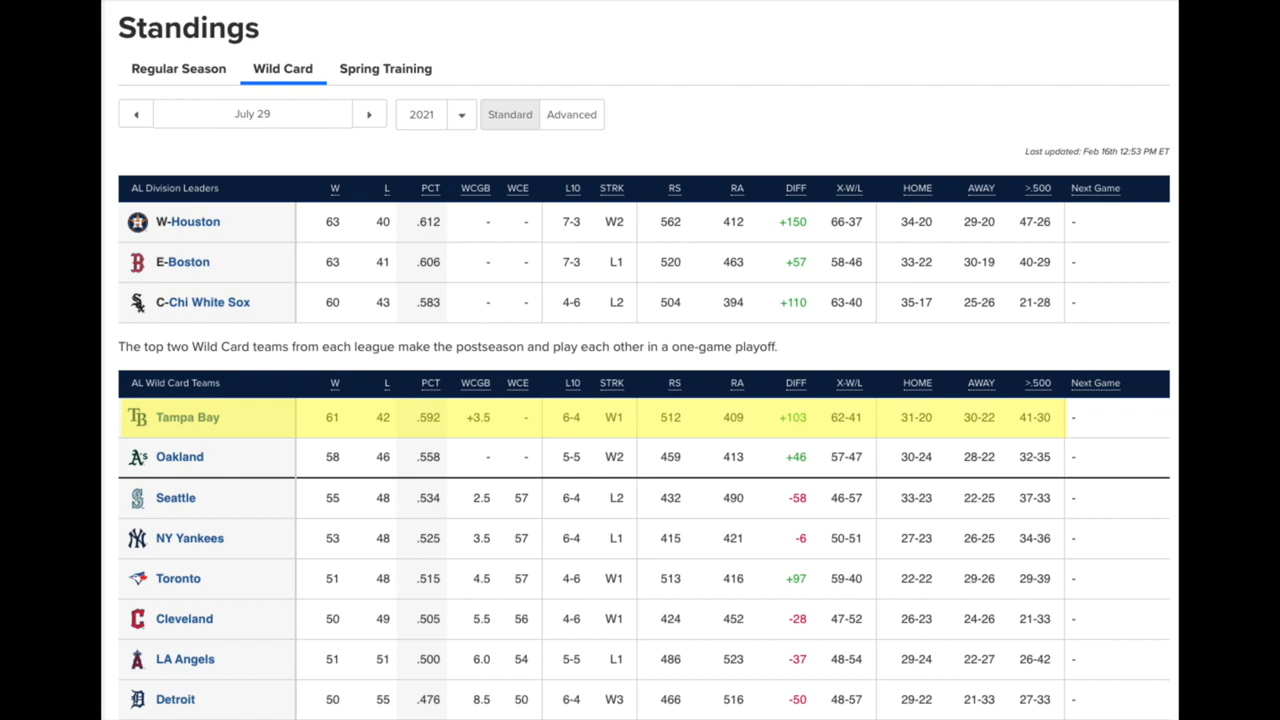 Standings
Regular Season Wild Card Spring Training
July 29 2021 Standard Advanced
Last updated: Feb 16th 12:53 PM ET
AL Division Leaders W L PCT WCGB WCE L10 STRK RS RA DIFF X-W/L HOME AWAY >.500 Next Game
W-Houston 63 40 .612 - - 7-3 W2 562 412 +150 66-37 34-20 29-20 47-26 -
E-Boston 63 41 .606 - - 7-3 L1 520 463 +57 58-46 33-22 30-19 40-29 -
C-Chi White Sox 60 43 .583 - - 4-6 L2 504 394 +110 63-40 35-17 25-26 21-28 -
The top two Wild Card teams from each league make the postseason and play each other in a one-game playoff.
AL Wild Card Teams W L PCT WCGB WCE L10 STRK RS RA DIFF X-W/L HOME AWAY >.500 Next Game
TB Tampa Bay 61 42 .592 +3.5 - 6-4 W1 512 409 +103 62-41 31-20 30-22 41-30 -
A's Oakland 58 46 .558 - - 5-5 W2 459 413 +46 57-47 30-24 28-22 32-35 -
Seattle 55 48 .534 2.5 57 6-4 L2 432 490 -58 46-57 33-23 22-25 37-33 -
NY Yankees 53 48 .525 3.5 57 6-4 L1 415 421 -6 50-51 27-23 26-25 34-36 -
Toronto 51 48 .515 4.5 57 4-6 W1 513 416 +97 59-40 22-22 29-26 29-39 -
Cleveland 50 49 .505 5.5 56 4-6 W1 424 452 -28 47-52 26-23 24-26 21-33 -
LA Angels 51 51 .500 6.0 54 5-5 L1 486 523 -37 48-54 29-24 22-27 26-42 -
Detroit 50 55 .476 8.5 50 6-4 W3 466 516 -50 48-57 29-22 21-33 27-33 -